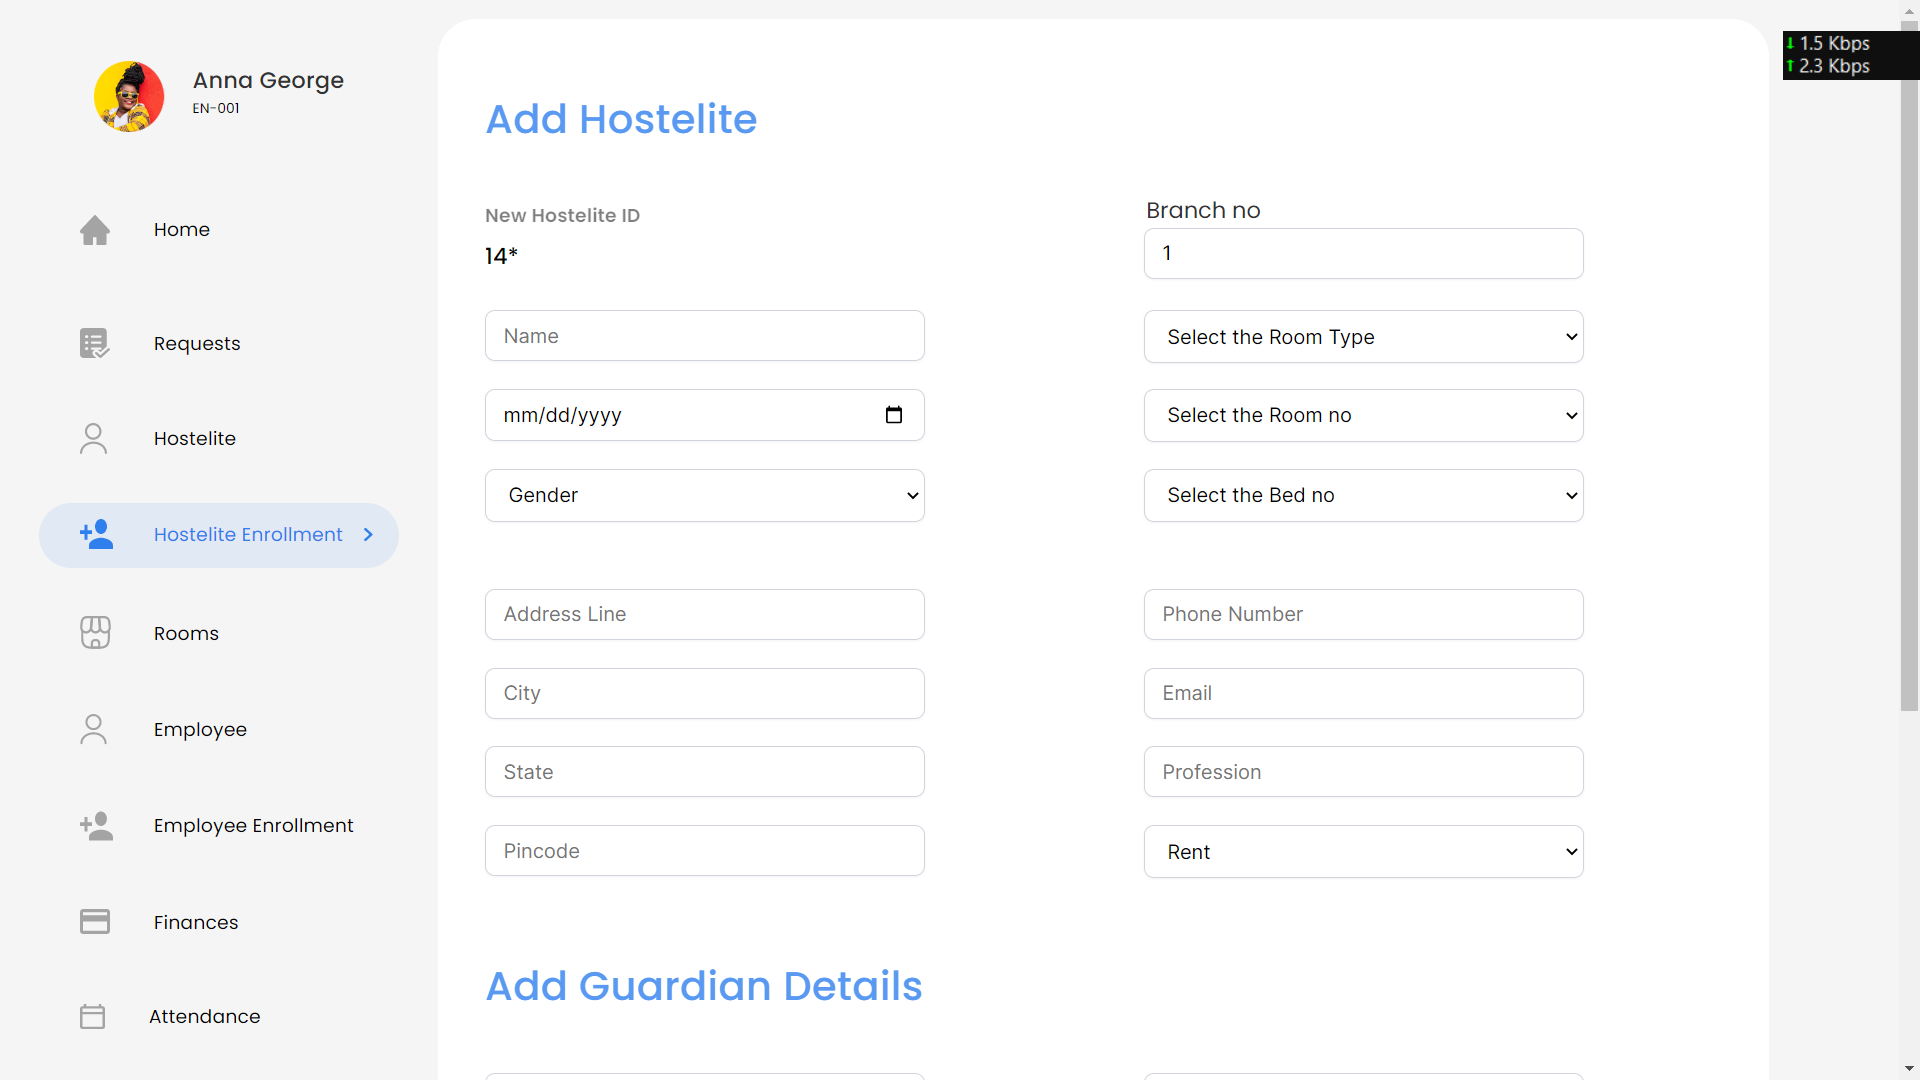 Anna George
EN-001
Home
Requests
Hostelite
Hostelite Enrollment
Rooms
Employee
Employee Enrollment
Finances
Attendance
Add Hostelite
New Hostelite ID
14*
Branch no
1
Name
Select the Room Type
mm/dd/yyyy
Select the Room no
Gender
Select the Bed no
Address Line
Phone Number
City
Email
State
Profession
Pincode
Rent
Add Guardian Details
1.5 Kbps
2.3 Kbps